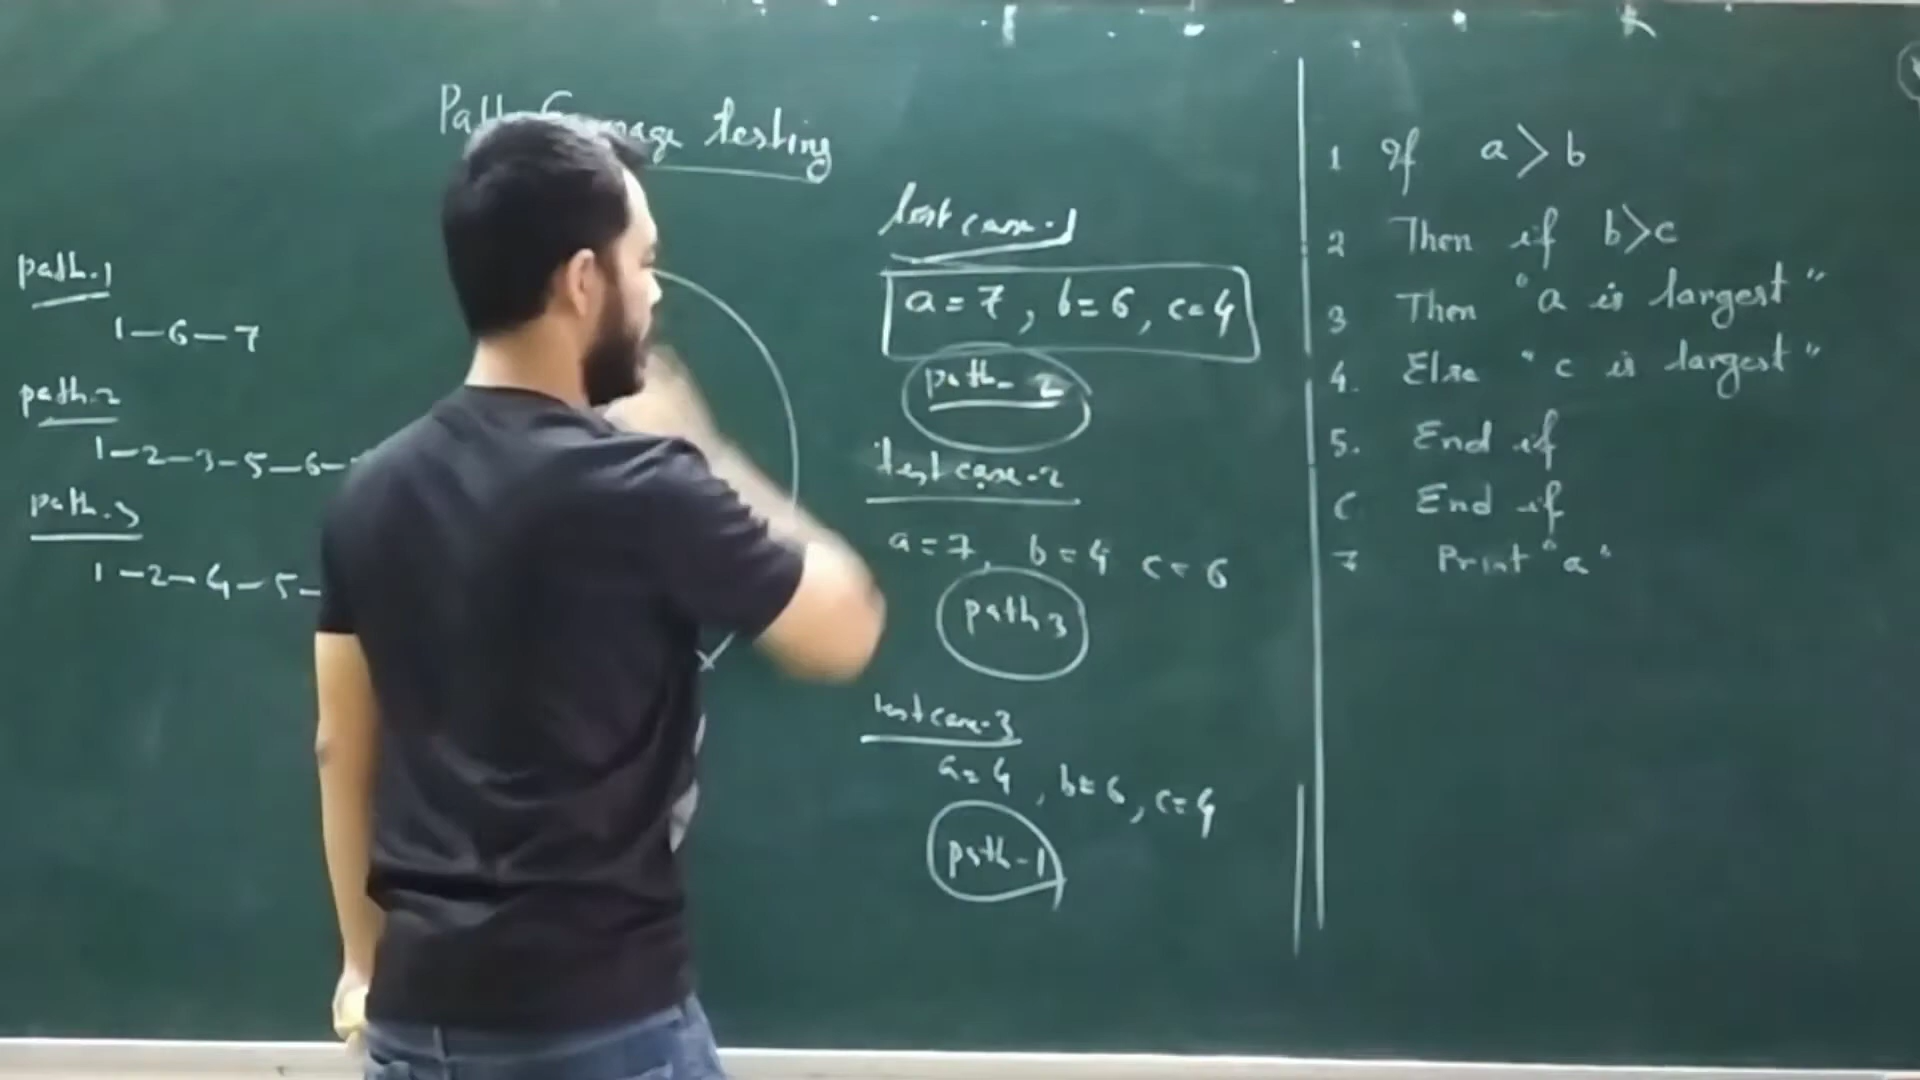 Path Coverage testing
path-1
1-6-7
path-2
1-2-3-5-6-
path-3
1-2-4-5-
test case-1
a=7, b=6, c=4
path-2
test case-2
a=7, b=4 c=6
path 3
test case-3
a=4, b=6, c=4
path-1
1 If a>b
2 Then if b>c
3 Then "a is largest"
4. Else "c is largest"
5. End if
6 End if
7 Print "a"